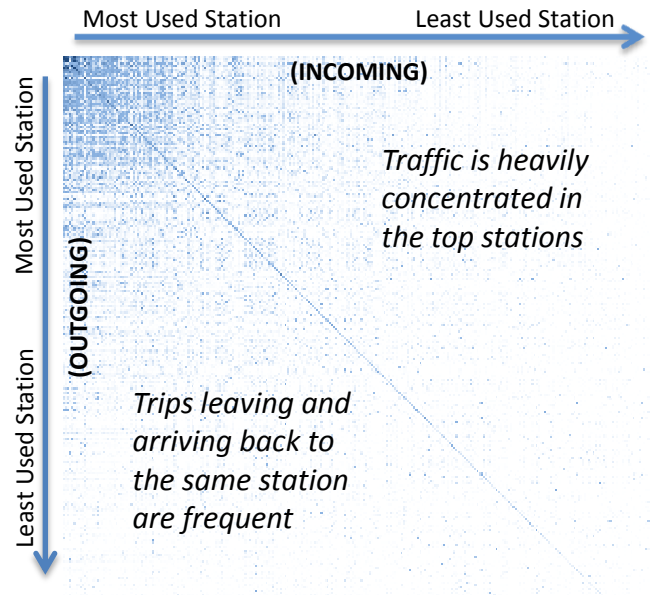 Most Used Station
Least Used Station
(INCOMING)
Most Used Station
(OUTGOING)
Least Used Station
Traffic is heavily
concentrated in
the top stations
Trips leaving and
arriving back to
the same station
are frequent